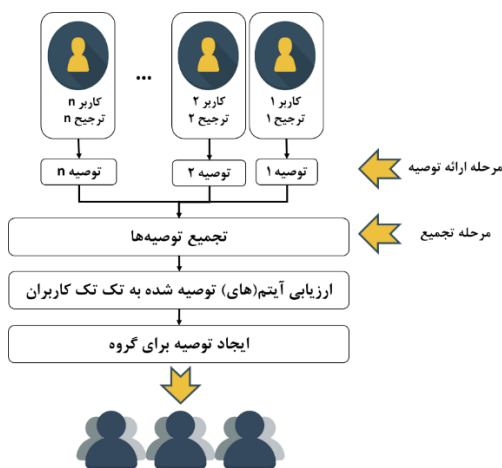 کاربر ۱
ترجیح ۱
کاربر ۲
ترجیح ۲
...
کاربر n
ترجیح n
توصیه ۱
توصیه ۲
توصیه n
مرحله ارائه توصیه
تجمیع توصیه‌ها
مرحله تجمیع
ارزیابی آیتم(های) توصیه شده به تک تک کاربران
ایجاد توصیه برای گروه